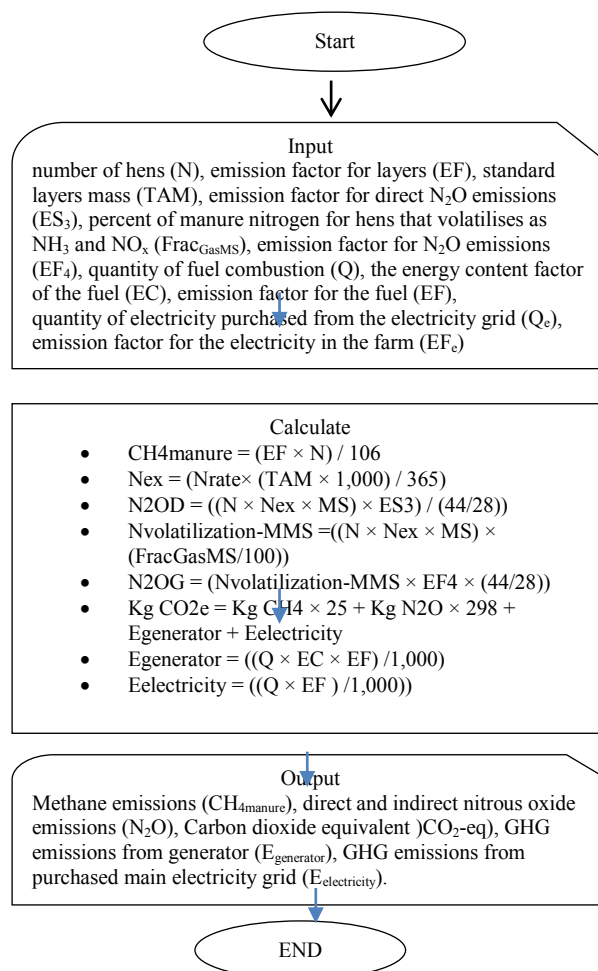 Start
Input
number of hens (N), emission factor for layers (EF), standard
layers mass (TAM), emission factor for direct N₂O emissions
(ES₃), percent of manure nitrogen for hens that volatilises as
NH₃ and NOₓ (Frac_GasMS), emission factor for N₂O emissions
(EF₄), quantity of fuel combustion (Q), the energy content factor
of the fuel (EC), emission factor for the fuel (EF),
quantity of electricity purchased from the electricity grid (Qₑ),
emission factor for the electricity in the farm (EFₑ)
Calculate
• CH4manure = (EF × N) / 106
• Nex = (Nrate× (TAM × 1,000) / 365)
• N2OD = ((N × Nex × MS) × ES3) / (44/28))
• Nvolatilization-MMS =((N × Nex × MS) ×
(FracGasMS/100))
• N2OG = (Nvolatilization-MMS × EF4 × (44/28))
• Kg CO2e = Kg CH4 × 25 + Kg N2O × 298 +
Egenerator + Eelectricity
• Egenerator = ((Q × EC × EF) /1,000)
• Eelectricity = ((Q × EF ) /1,000))
Output
Methane emissions (CH₄manure), direct and indirect nitrous oxide
emissions (N₂O), Carbon dioxide equivalent )CO₂-eq), GHG
emissions from generator (E_generator), GHG emissions from
purchased main electricity grid (E_electricity).
END